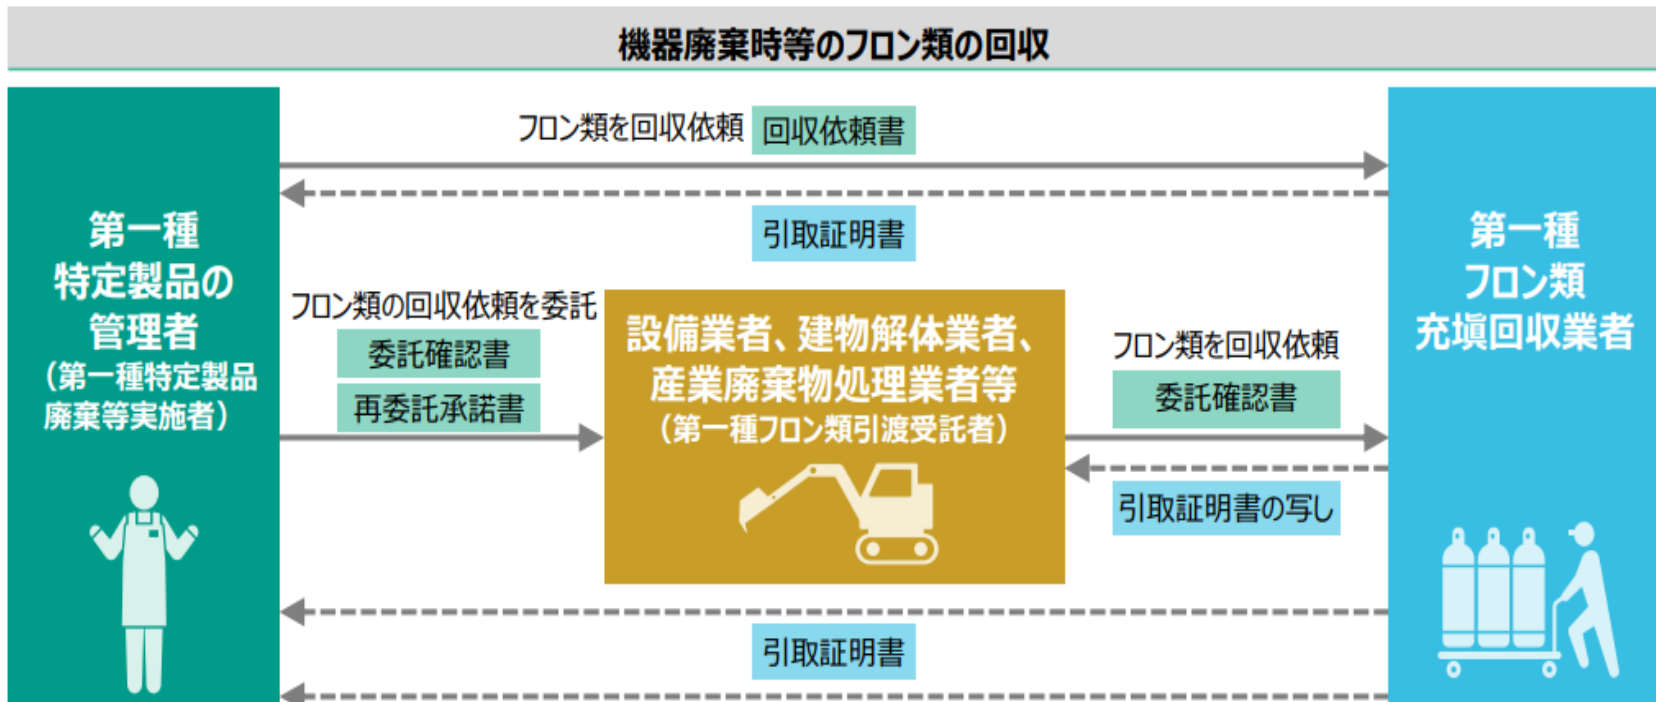 機器廃棄時等のフロン類の回収
フロン類を回収依頼 回収依頼書
引取証明書
第一種
特定製品の
管理者
（第一種特定製品
廃棄等実施者）
フロン類の回収依頼を委託
委託確認書
再委託承諾書
設備業者、建物解体業者、
産業廃棄物処理業者等
（第一種フロン類引渡受託者）
フロン類を回収依頼
委託確認書
引取証明書の写し
第一種
フロン類
充塡回収業者
引取証明書